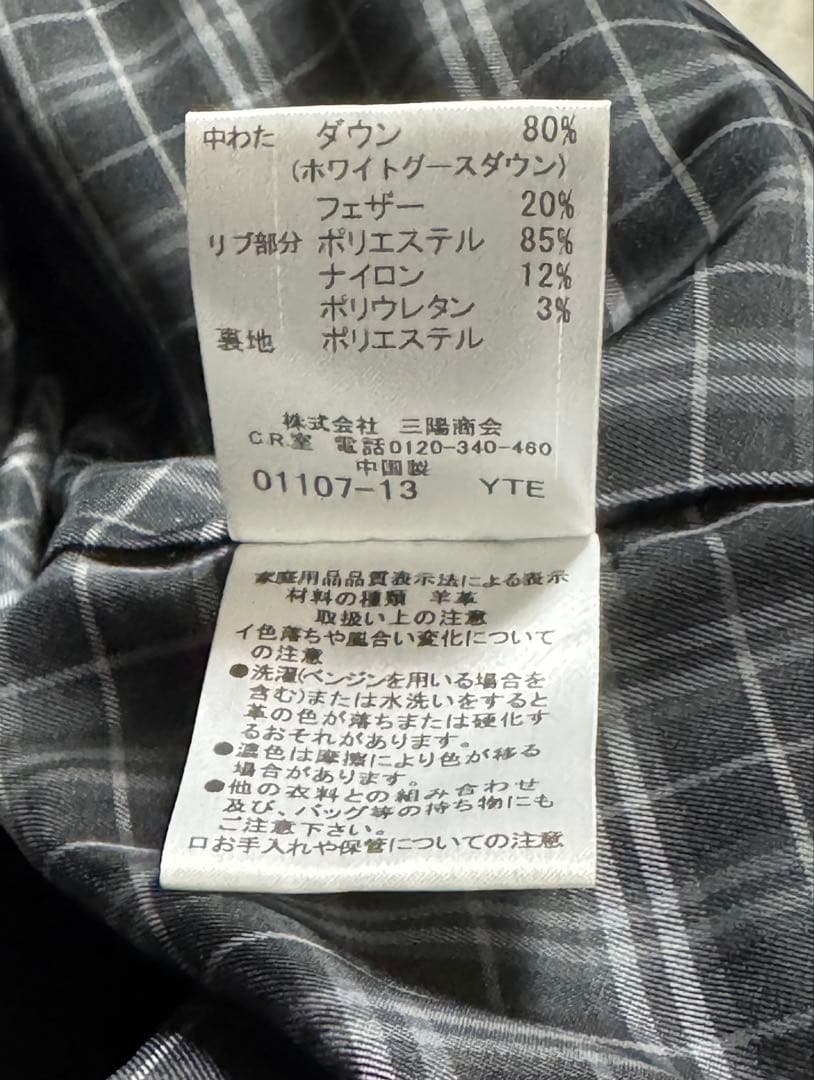 中わた ダウン 80%
(ホワイトグースダウン)
フェザー 20%
リブ部分 ポリエステル 85%
ナイロン 12%
ポリウレタン 3%
裏地 ポリエステル
株式会社 三陽商会
C.R.室 電話0120-340-460
中国製
01107-13 YTE
家庭用品品質表示法による表示
材料の種類 羊革
取扱い上の注意
イ色落ちや風合い変化について
の注意
●洗濯(ベンジンを用いる場合を
含む)または水洗いをすると
革の色が落ちまたは硬化す
るおそれがあります。
●濃色は摩擦により色が移る
場合があります。
●他の衣料との組み合わせ
及び、バッグ等の持ち物にも
ご注意下さい。
ロお手入れや保管についての注意